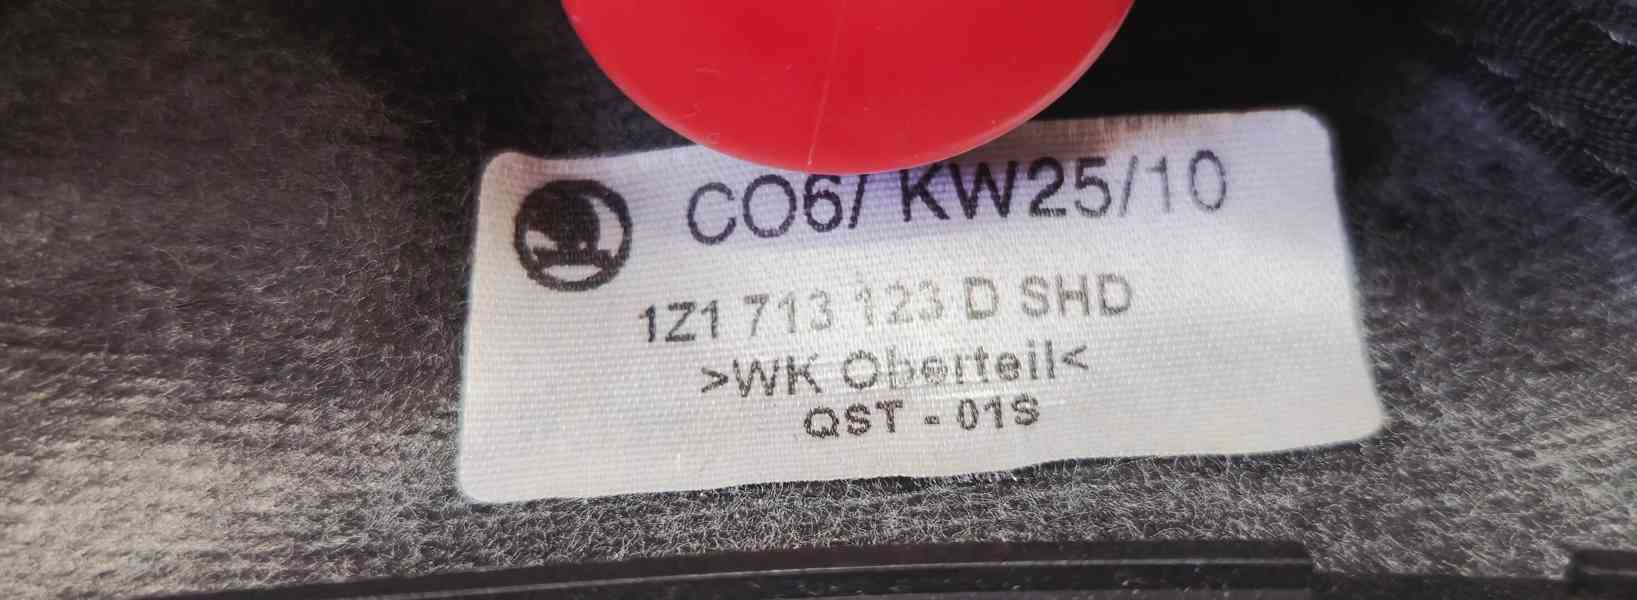 CO6/ KW25/10
1Z1 713 123 D SHD
>WK Oberteil<
QST - 01S